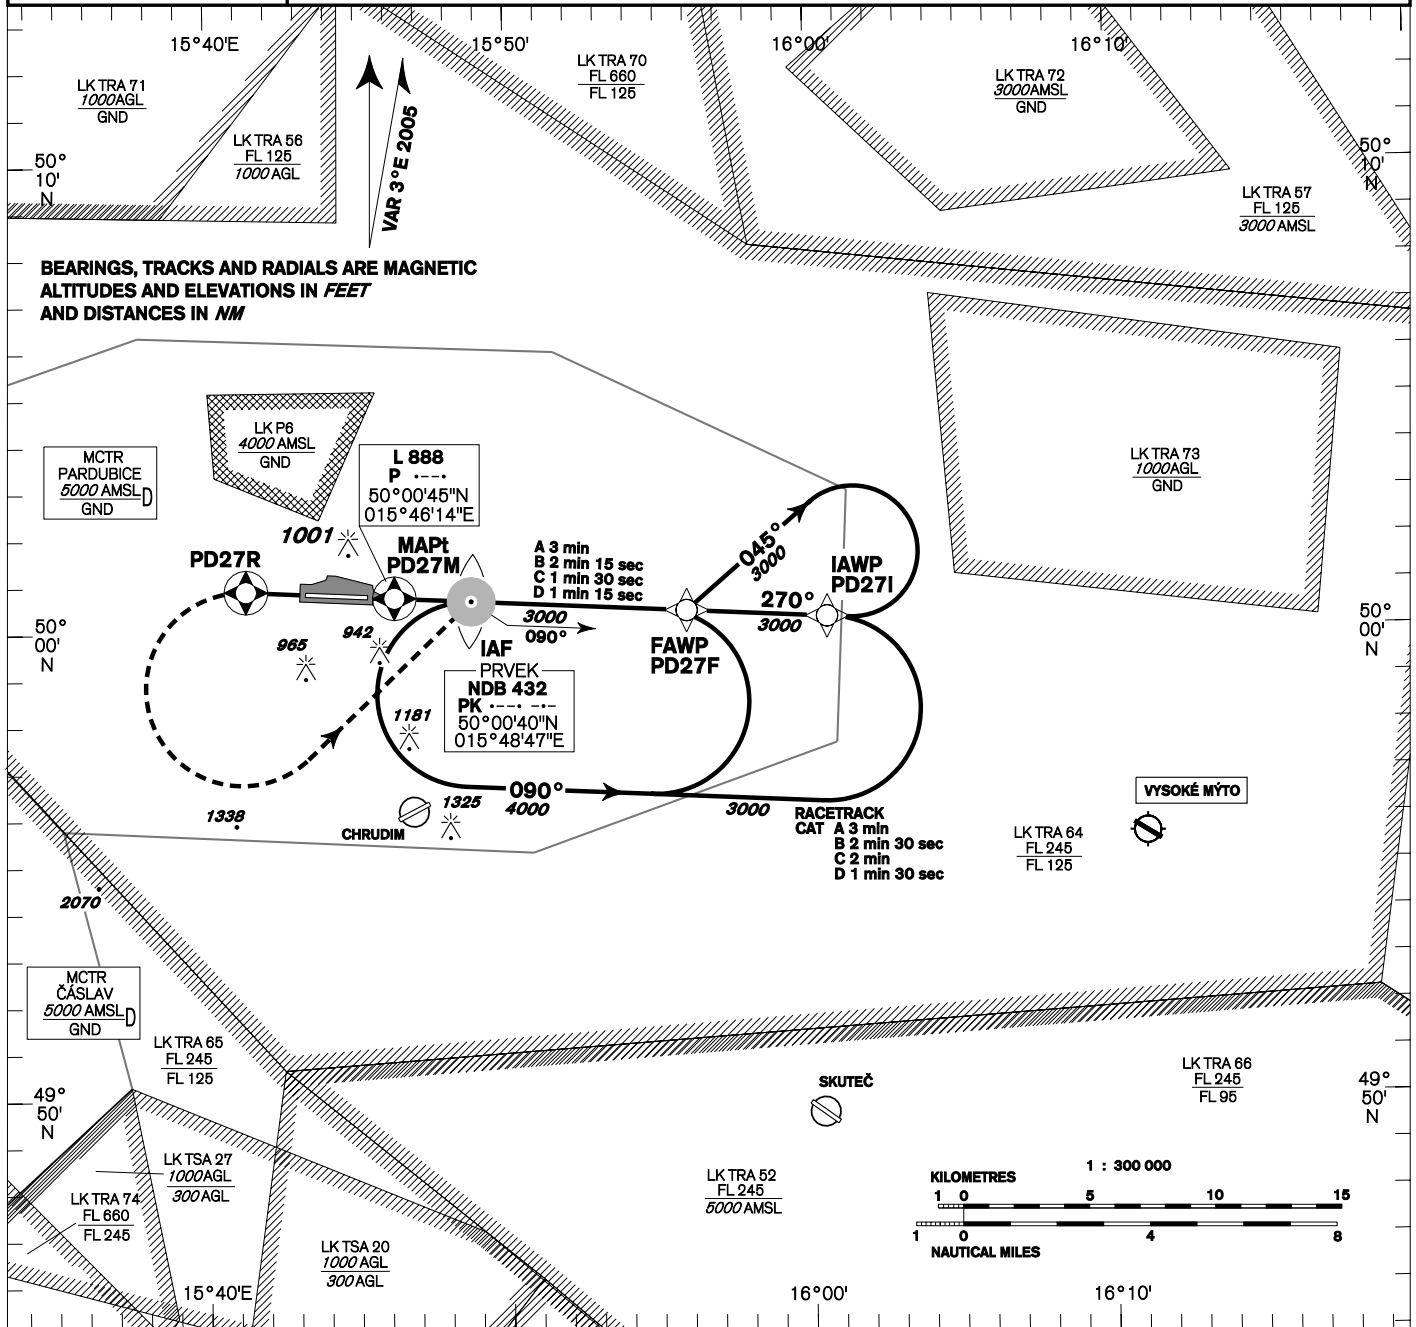 15°40'E
15°50'
16°00'
16°10'
LK TRA 71
1000AGL
GND
LK TRA 56
FL 125
1000 AGL
VAR 3°E 2005
LK TRA 70
FL 660
FL 125
LK TRA 72
3000AMSL
GND
LK TRA 57
FL 125
3000 AMSL
50°
10'
N
50°
10'
N
BEARINGS, TRACKS AND RADIALS ARE MAGNETIC
ALTITUDES AND ELEVATIONS IN FEET
AND DISTANCES IN NM
LK P6
4000 AMSL
GND
MCTR
PARDUBICE
5000 AMSL D
GND
L 888
P ·--·
50°00'45"N
015°46'14"E
LK TRA 73
1000AGL
GND
1001
PD27R
MAPt
PD27M
A 3 min
B 2 min 15 sec
C 1 min 30 sec
D 1 min 15 sec
3000
090°
045°
3000
IAWP
PD27I
270°
3000
FAWP
PD27F
965
942
50°
00'
N
50°
00'
N
IAF
PRVEK
NDB 432
PK ·--· -·-
50°00'40"N
015°48'47"E
1181
1338
1325
CHRUDIM
090°
4000
3000
RACETRACK
CAT A 3 min
B 2 min 30 sec
C 2 min
D 1 min 30 sec
VYSOKÉ MÝTO
LK TRA 64
FL 245
FL 125
2070
MCTR
ČÁSLAV
5000 AMSL D
GND
LK TRA 65
FL 245
FL 125
49°
50'
N
49°
50'
N
SKUTEČ
LK TRA 66
FL 245
FL 95
LK TSA 27
1000AGL
300 AGL
LK TRA 74
FL 660
FL 245
LK TSA 20
1000 AGL
300 AGL
LK TRA 52
FL 245
5000 AMSL
1 : 300 000
KILOMETRES
1 0 5 10 15
1 0 4 8
NAUTICAL MILES
15°40'E
16°00'
16°10'